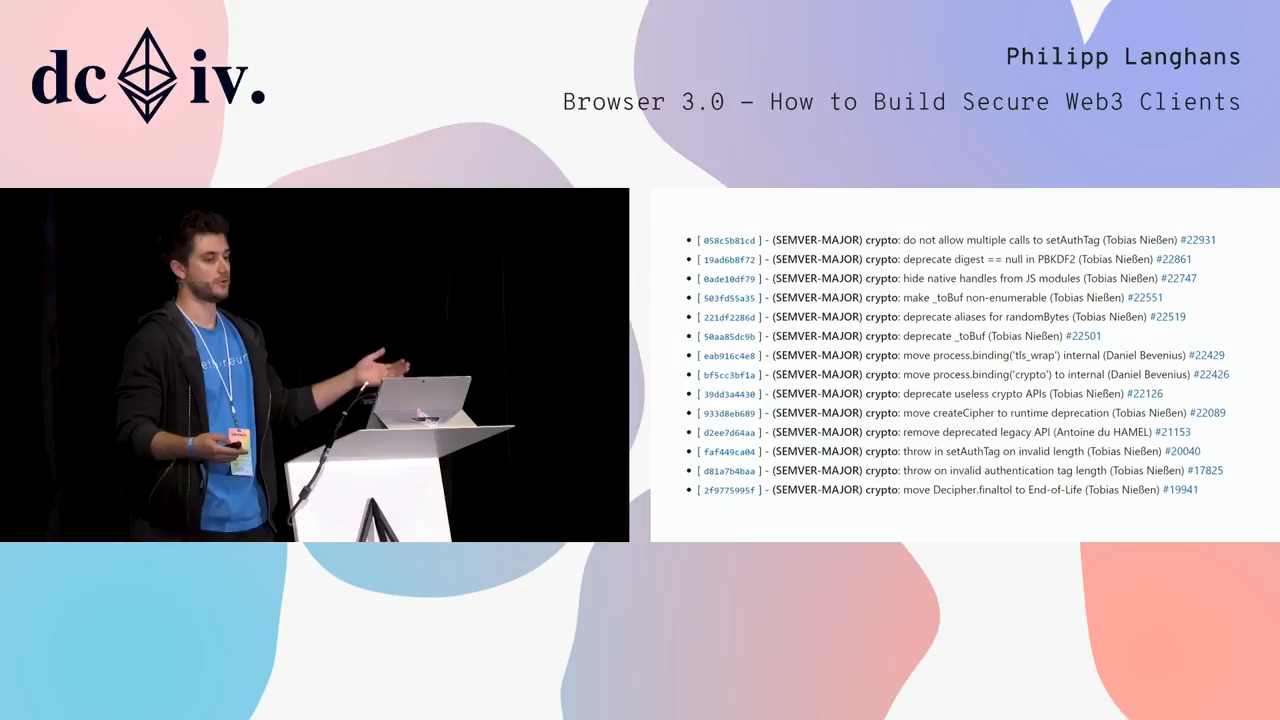 dc iv.
Philipp Langhans
Browser 3.0 – How to Build Secure Web3 Clients
ethereum
• [ 058c5b81cd ] - (SEMVER-MAJOR) crypto: do not allow multiple calls to setAuthTag (Tobias Nießen) #22931
• [ 19ad6b8f72 ] - (SEMVER-MAJOR) crypto: deprecate digest == null in PBKDF2 (Tobias Nießen) #22861
• [ 0ade10df79 ] - (SEMVER-MAJOR) crypto: hide native handles from JS modules (Tobias Nießen) #22747
• [ 503fd55a35 ] - (SEMVER-MAJOR) crypto: make _toBuf non-enumerable (Tobias Nießen) #22551
• [ 221df2286d ] - (SEMVER-MAJOR) crypto: deprecate aliases for randomBytes (Tobias Nießen) #22519
• [ 50aa85dc9b ] - (SEMVER-MAJOR) crypto: deprecate _toBuf (Tobias Nießen) #22501
• [ eab916c4e8 ] - (SEMVER-MAJOR) crypto: move process.binding('tls_wrap') internal (Daniel Bevenius) #22429
• [ bf5cc3bf1a ] - (SEMVER-MAJOR) crypto: move process.binding('crypto') to internal (Daniel Bevenius) #22426
• [ 39dd3a4430 ] - (SEMVER-MAJOR) crypto: deprecate useless crypto APIs (Tobias Nießen) #22126
• [ 933d8eb689 ] - (SEMVER-MAJOR) crypto: move createCipher to runtime deprecation (Tobias Nießen) #22089
• [ d2ee7d64aa ] - (SEMVER-MAJOR) crypto: remove deprecated legacy API (Antoine du HAMEL) #21153
• [ faf449ca04 ] - (SEMVER-MAJOR) crypto: throw in setAuthTag on invalid length (Tobias Nießen) #20040
• [ d81a7b4baa ] - (SEMVER-MAJOR) crypto: throw on invalid authentication tag length (Tobias Nießen) #17825
• [ 2f9775995f ] - (SEMVER-MAJOR) crypto: move Decipher.finaltol to End-of-Life (Tobias Nießen) #19941